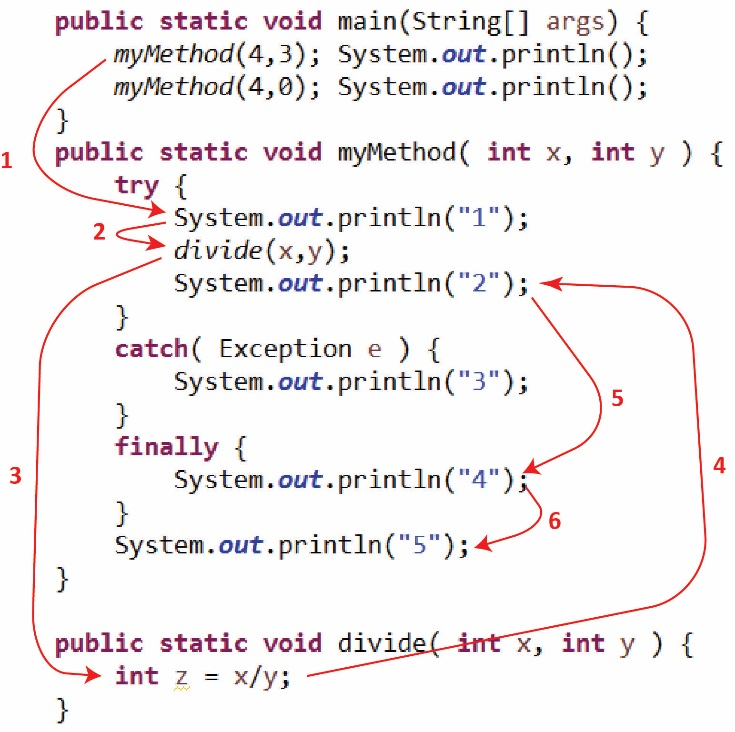 public static void main(String[] args) {
myMethod(4,3); System.out.println();
myMethod(4,0); System.out.println();
}
1
public static void myMethod( int x, int y ) {
try {
System.out.println("1");
2
divide(x,y);
System.out.println("2");
}
catch( Exception e ) {
System.out.println("3");
5
}
finally {
3
4
System.out.println("4");
}
6
System.out.println("5");
}
public static void divide( int x, int y ) {
int z = x/y;
}